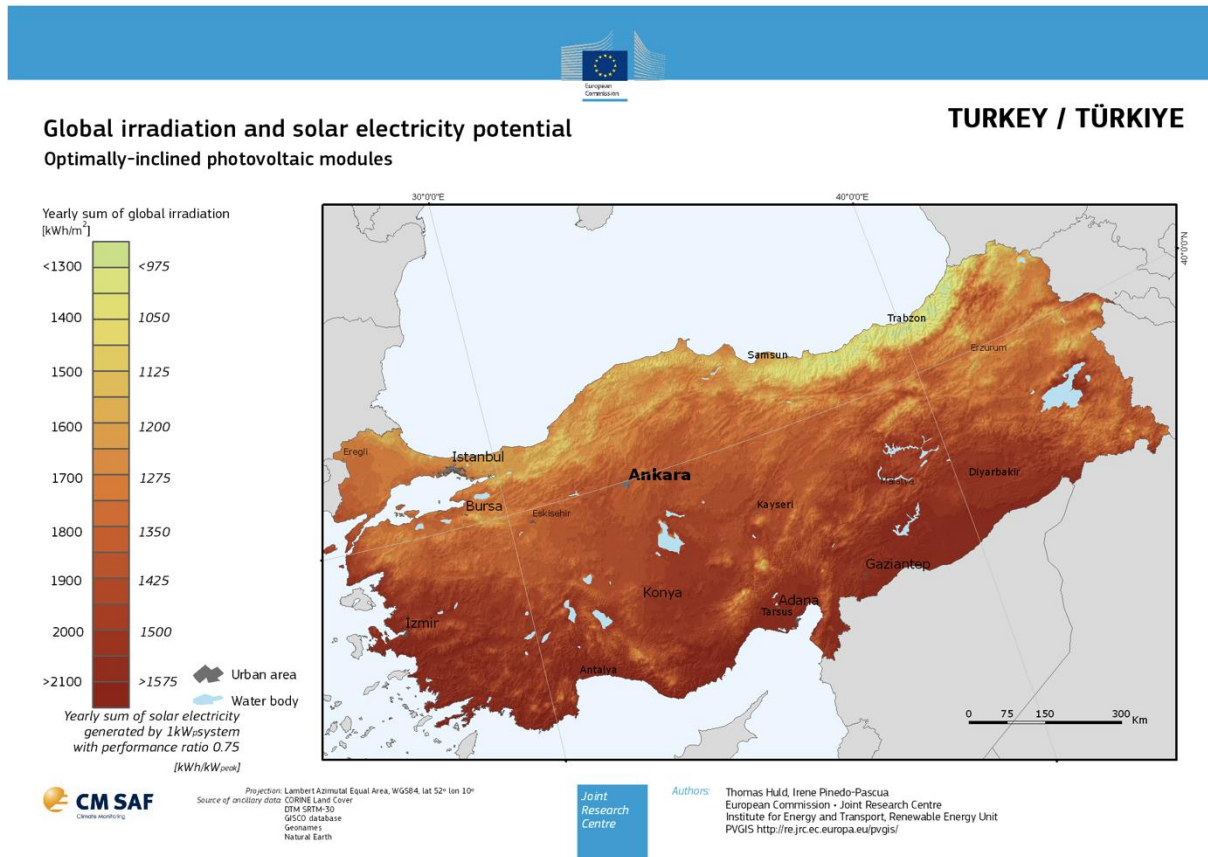 European
Commission
Global irradiation and solar electricity potential
Optimally-inclined photovoltaic modules
TURKEY / TÜRKIYE
Yearly sum of global irradiation
[kWh/m²]
<1300 <975
1400 1050
1500 1125
1600 1200
1700 1275
1800 1350
1900 1425
2000 1500
>2100 >1575
Urban area
Water body
Yearly sum of solar electricity
generated by 1kWpsystem
with performance ratio 0.75
[kWh/kWpeak]
30°0'0"E
40°0'0"E
40°0'0"N
Trabzon
Samsun
Erzurum
Eregli
Istanbul
Ankara
Diyarbakir
Malatya
Bursa
Eskisehir
Kayseri
Gaziantep
Konya
Adana
Tarsus
Izmir
Antalya
0 75 150 300 Km
CM SAF
Climate Monitoring
Projection: Lambert Azimutal Equal Area, WGS84, lat 52º lon 10º
Source of ancillary data: CORINE Land Cover
DTM SRTM-30
GISCO database
Geonames
Natural Earth
Joint
Research
Centre
Authors: Thomas Huld, Irene Pinedo-Pascua
European Commission - Joint Research Centre
Institute for Energy and Transport, Renewable Energy Unit
PVGIS http://re.jrc.ec.europa.eu/pvgis/